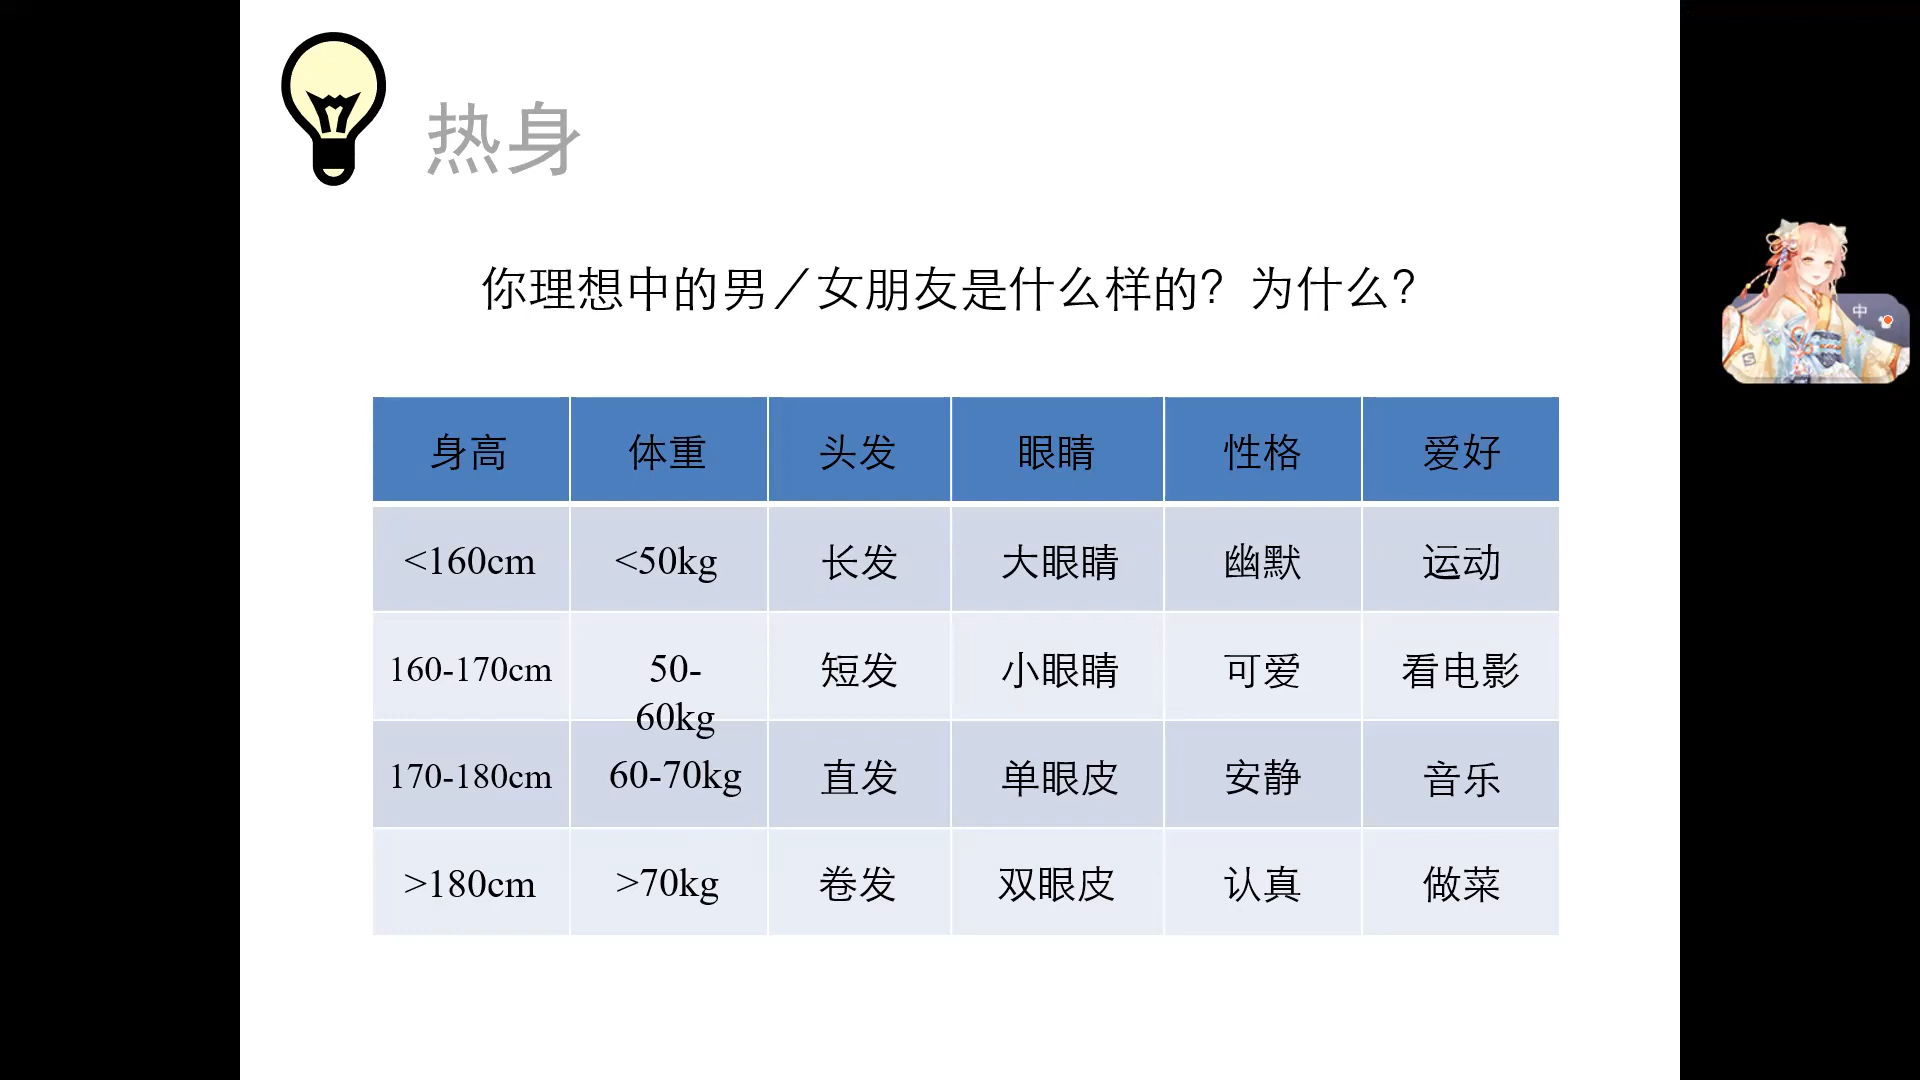 热身
你理想中的男／女朋友是什么样的？为什么？
身高 体重 头发 眼睛 性格 爱好
<160cm <50kg 长发 大眼睛 幽默 运动
160-170cm 50-60kg 短发 小眼睛 可爱 看电影
170-180cm 60-70kg 直发 单眼皮 安静 音乐
>180cm >70kg 卷发 双眼皮 认真 做菜
中
S